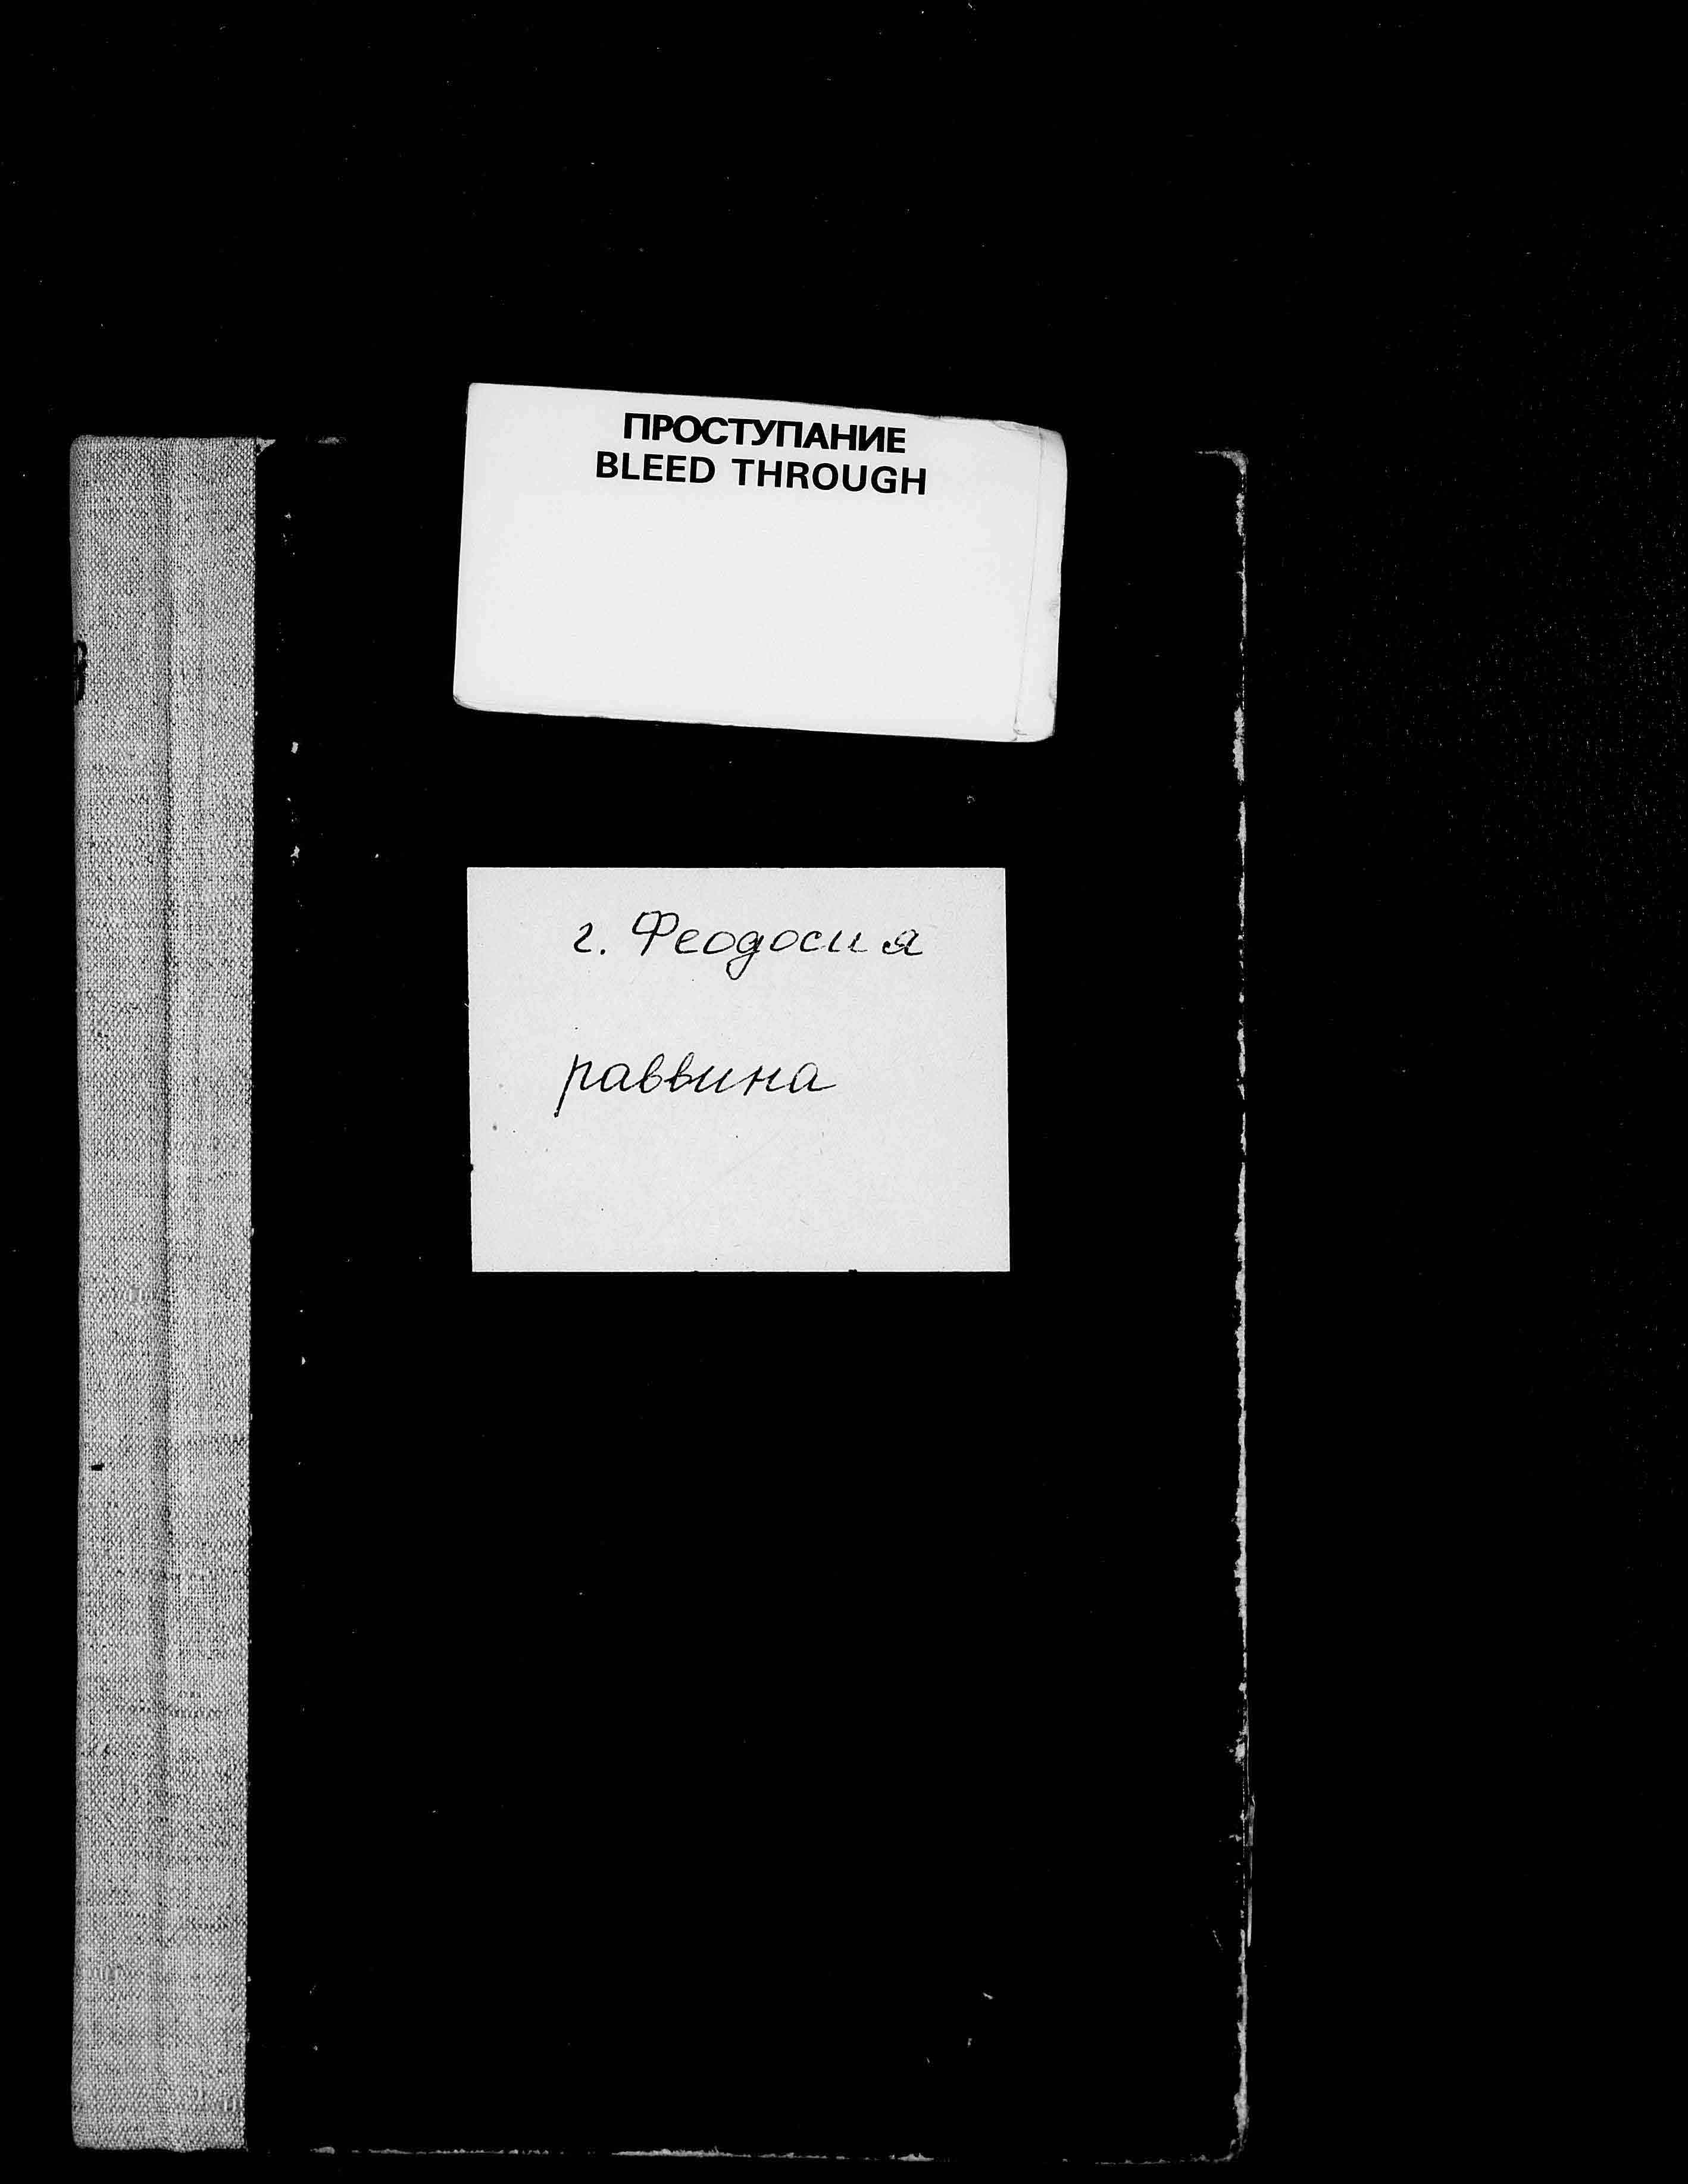 ПРОСТУПАНИЕ
BLEED THROUGH
г. Феодосия
раввина